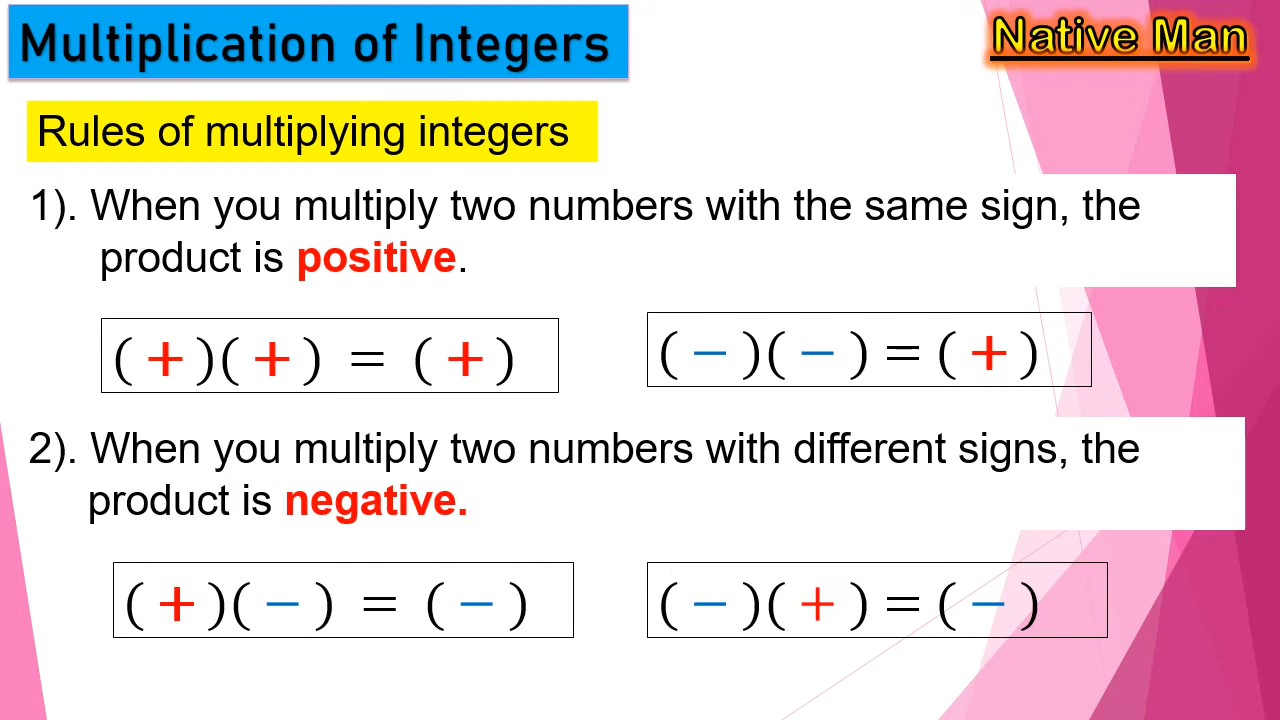 Multiplication of Integers
Native Man
Rules of multiplying integers
1). When you multiply two numbers with the same sign, the
product is positive.
( + )( + ) = ( + )
( − )( − ) = ( + )
2). When you multiply two numbers with different signs, the
product is negative.
( + )( − ) = ( − )
( − )( + ) = ( − )